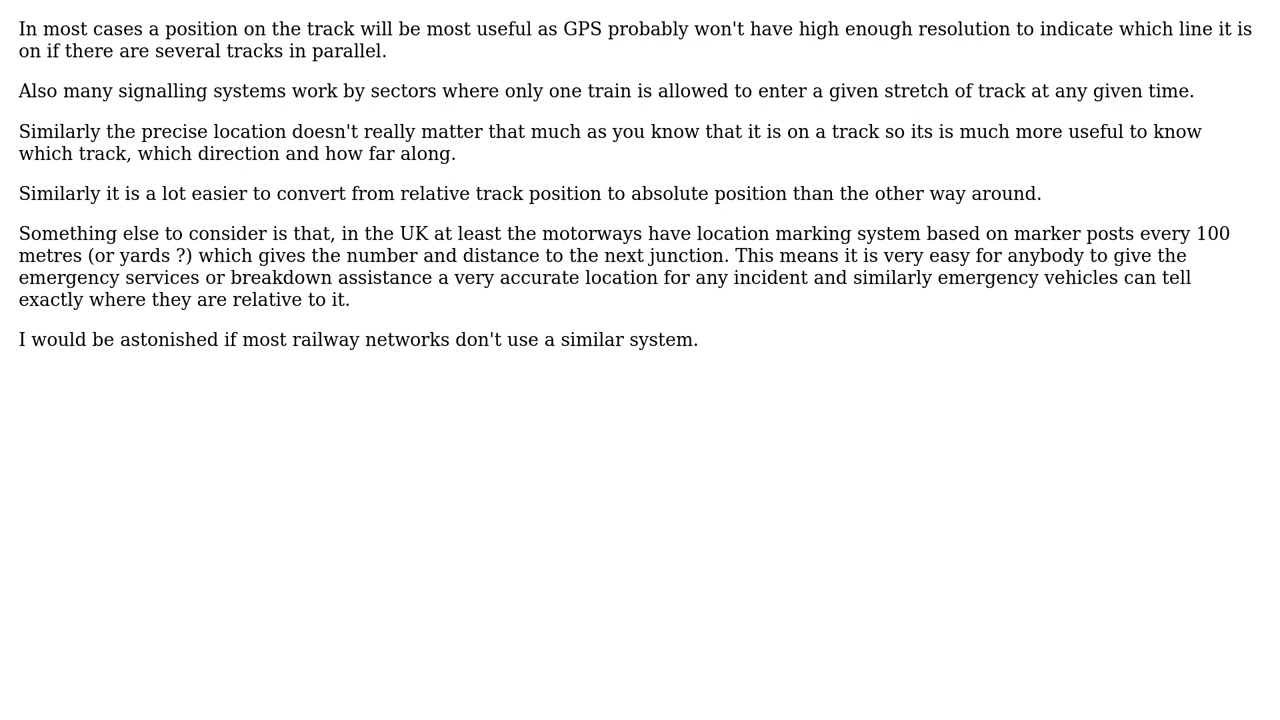 In most cases a position on the track will be most useful as GPS probably won't have high enough resolution to indicate which line it is
on if there are several tracks in parallel.
Also many signalling systems work by sectors where only one train is allowed to enter a given stretch of track at any given time.
Similarly the precise location doesn't really matter that much as you know that it is on a track so its is much more useful to know
which track, which direction and how far along.
Similarly it is a lot easier to convert from relative track position to absolute position than the other way around.
Something else to consider is that, in the UK at least the motorways have location marking system based on marker posts every 100
metres (or yards ?) which gives the number and distance to the next junction. This means it is very easy for anybody to give the
emergency services or breakdown assistance a very accurate location for any incident and similarly emergency vehicles can tell
exactly where they are relative to it.
I would be astonished if most railway networks don't use a similar system.